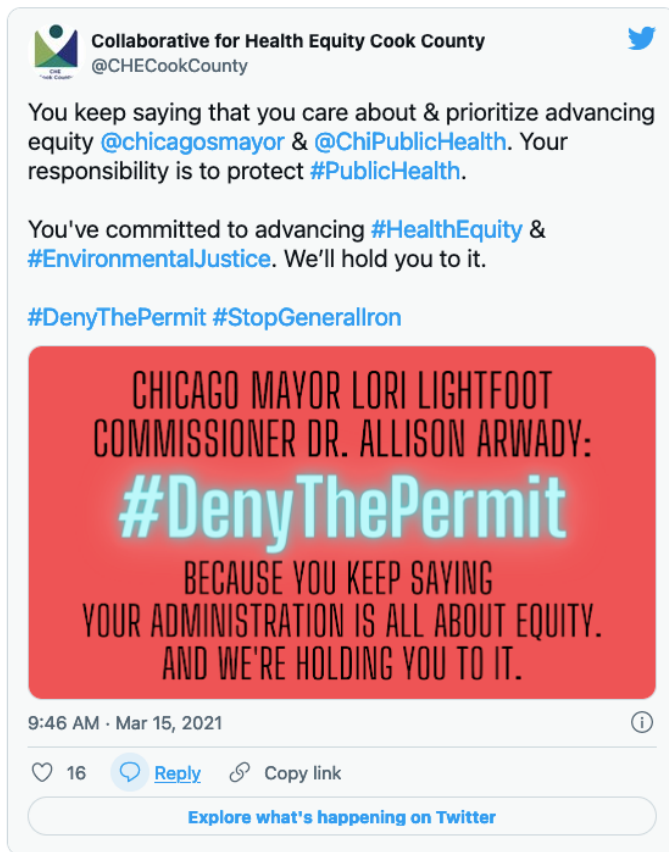 Collaborative for Health Equity Cook County
@CHECookCounty
CHE
Cook County
You keep saying that you care about & prioritize advancing
equity @chicagosmayor & @ChiPublicHealth. Your
responsibility is to protect #PublicHealth.
You've committed to advancing #HealthEquity &
#EnvironmentalJustice. We’ll hold you to it.
#DenyThePermit #StopGeneralIron
CHICAGO MAYOR LORI LIGHTFOOT
COMMISSIONER DR. ALLISON ARWADY:
#DenyThePermit
BECAUSE YOU KEEP SAYING
YOUR ADMINISTRATION IS ALL ABOUT EQUITY.
AND WE'RE HOLDING YOU TO IT.
9:46 AM · Mar 15, 2021
16 Reply Copy link
Explore what's happening on Twitter